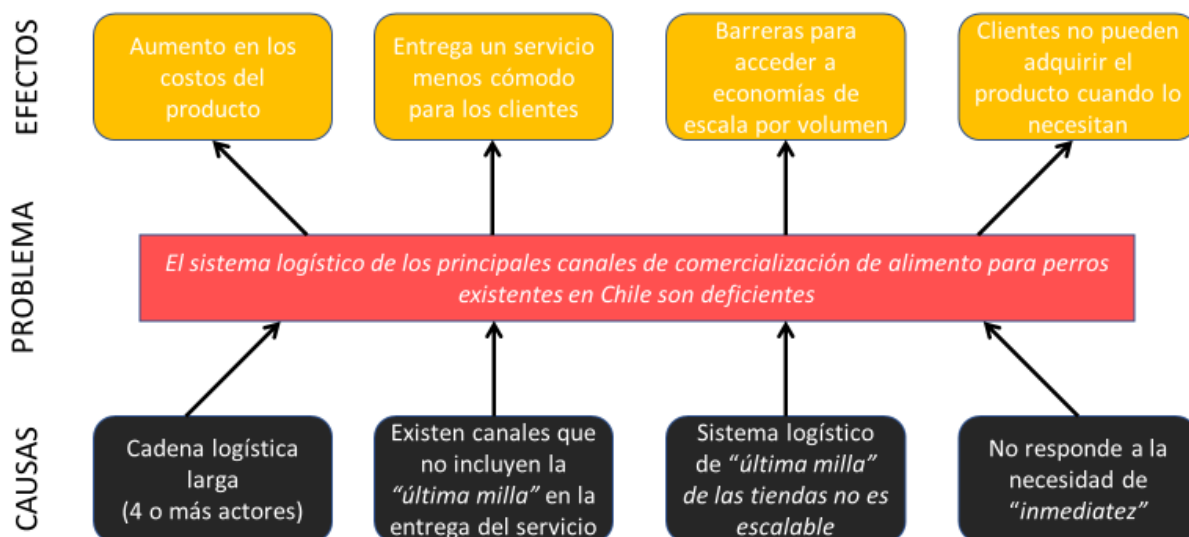 EFECTOS
Aumento en los
costos del
producto
Entrega un servicio
menos cómodo
para los clientes
Barreras para
acceder a
economías de
escala por volumen
Clientes no pueden
adquirir el
producto cuando lo
necesitan
PROBLEMA
El sistema logístico de los principales canales de comercialización de alimento para perros
existentes en Chile son deficientes
CAUSAS
Cadena logística
larga
(4 o más actores)
Existen canales que
no incluyen la
“última milla” en la
entrega del servicio
Sistema logístico
de “última milla”
de las tiendas no es
escalable
No responde a la
necesidad de
“inmediatez”